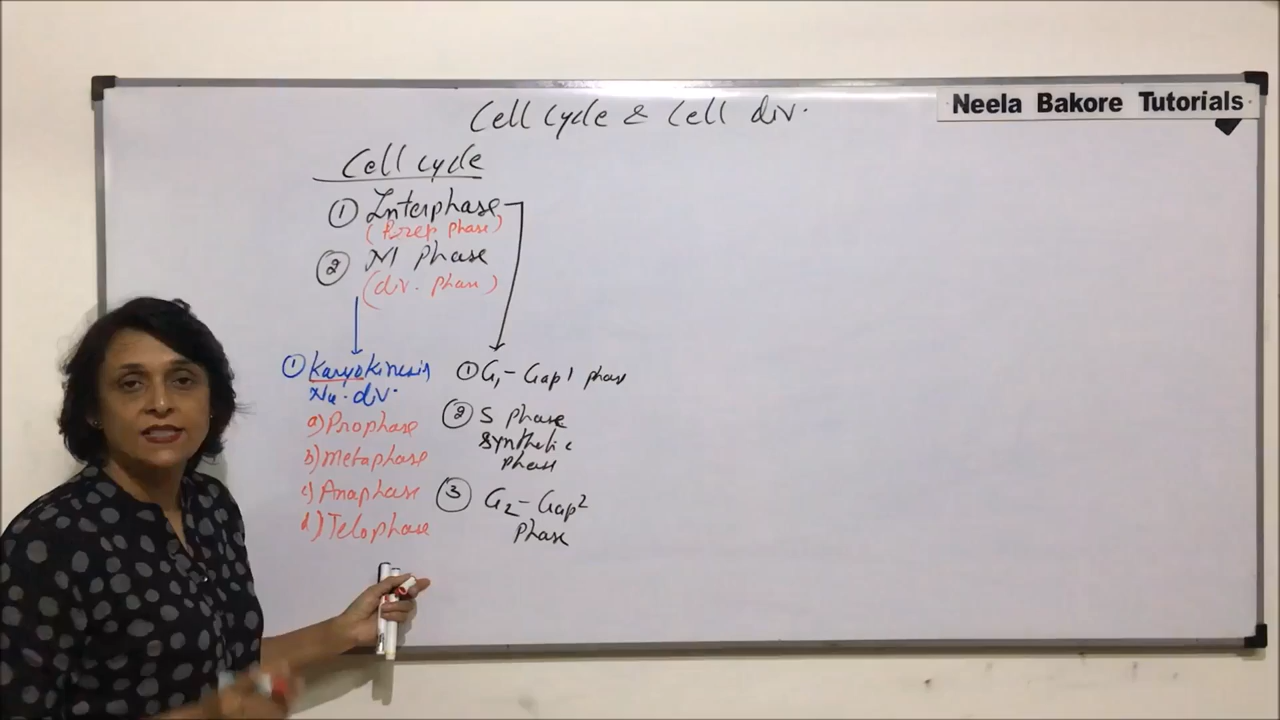 Neela Bakore Tutorials
Cell cycle & Cell div.
Cell cycle
① Interphase
(Prep phase)
② M phase
(div. phase)
① Karyokinesis
Nu. div.
a) Prophase
b) Metaphase
c) Anaphase
d) Telophase
① G₁ - Gap 1 phase
② S phase
Synthetic
phase
③ G₂ - Gap 2
phase